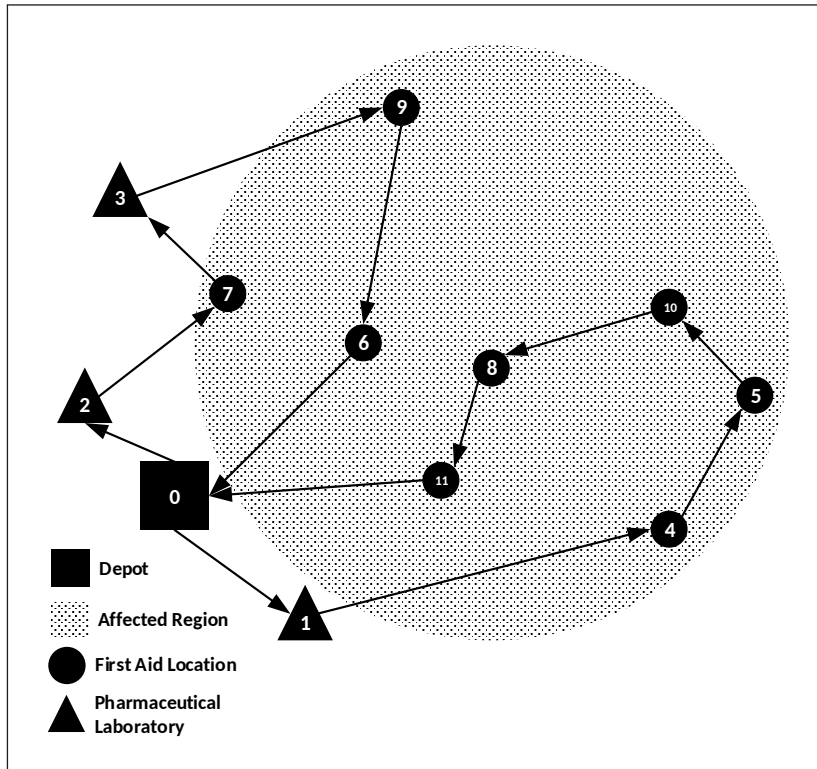 9
3
7
10
6
8
5
2
11
0
4
1
Depot
Affected Region
First Aid Location
Pharmaceutical
Laboratory